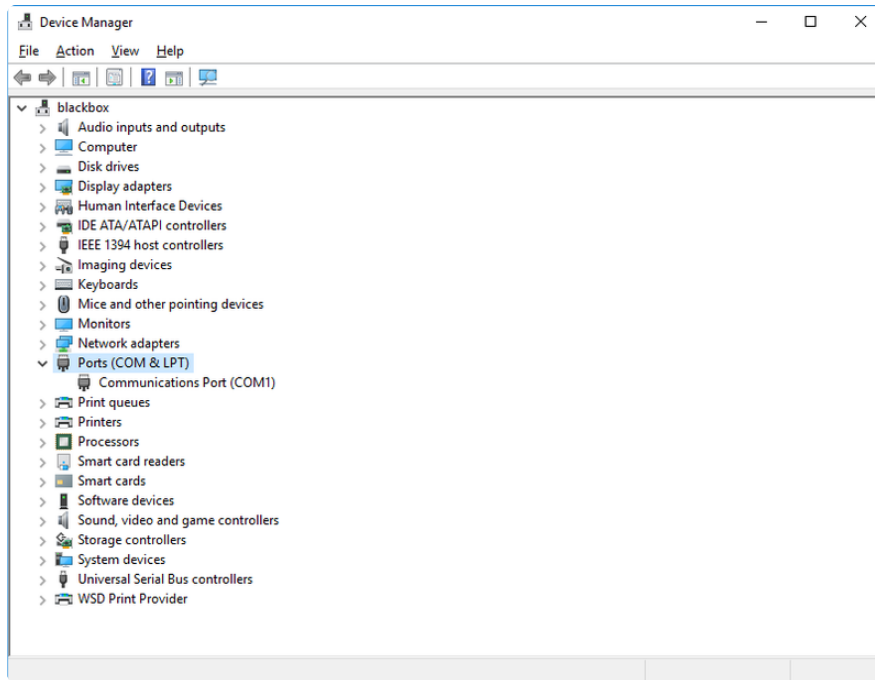 Device Manager
File Action View Help
blackbox
Audio inputs and outputs
Computer
Disk drives
Display adapters
Human Interface Devices
IDE ATA/ATAPI controllers
IEEE 1394 host controllers
Imaging devices
Keyboards
Mice and other pointing devices
Monitors
Network adapters
Ports (COM & LPT)
Communications Port (COM1)
Print queues
Printers
Processors
Smart card readers
Smart cards
Software devices
Sound, video and game controllers
Storage controllers
System devices
Universal Serial Bus controllers
WSD Print Provider